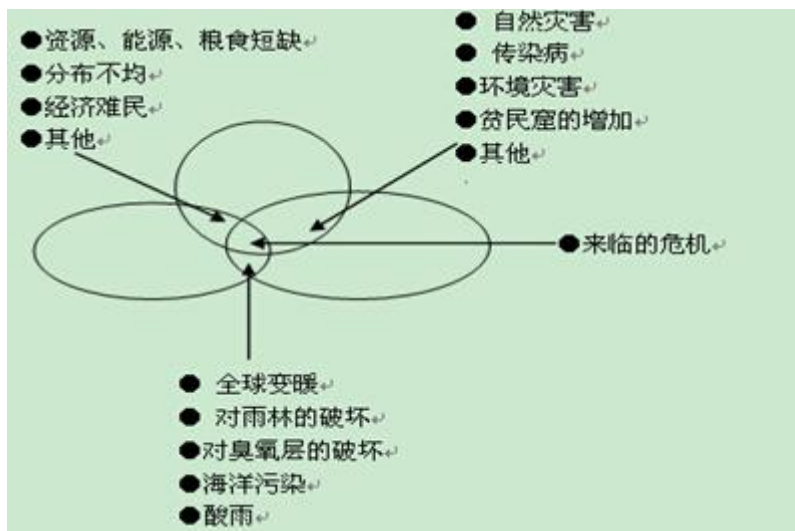 ●资源、能源、粮食短缺↵
●分布不均↵
●经济难民↵
●其他↵
● 自然灾害↵
● 传染病↵
●环境灾害↵
●贫民窟的增加↵
●其他↵
●来临的危机↵
● 全球变暖↵
● 对雨林的破坏↵
●对臭氧层的破坏↵
●海洋污染↵
●酸雨↵